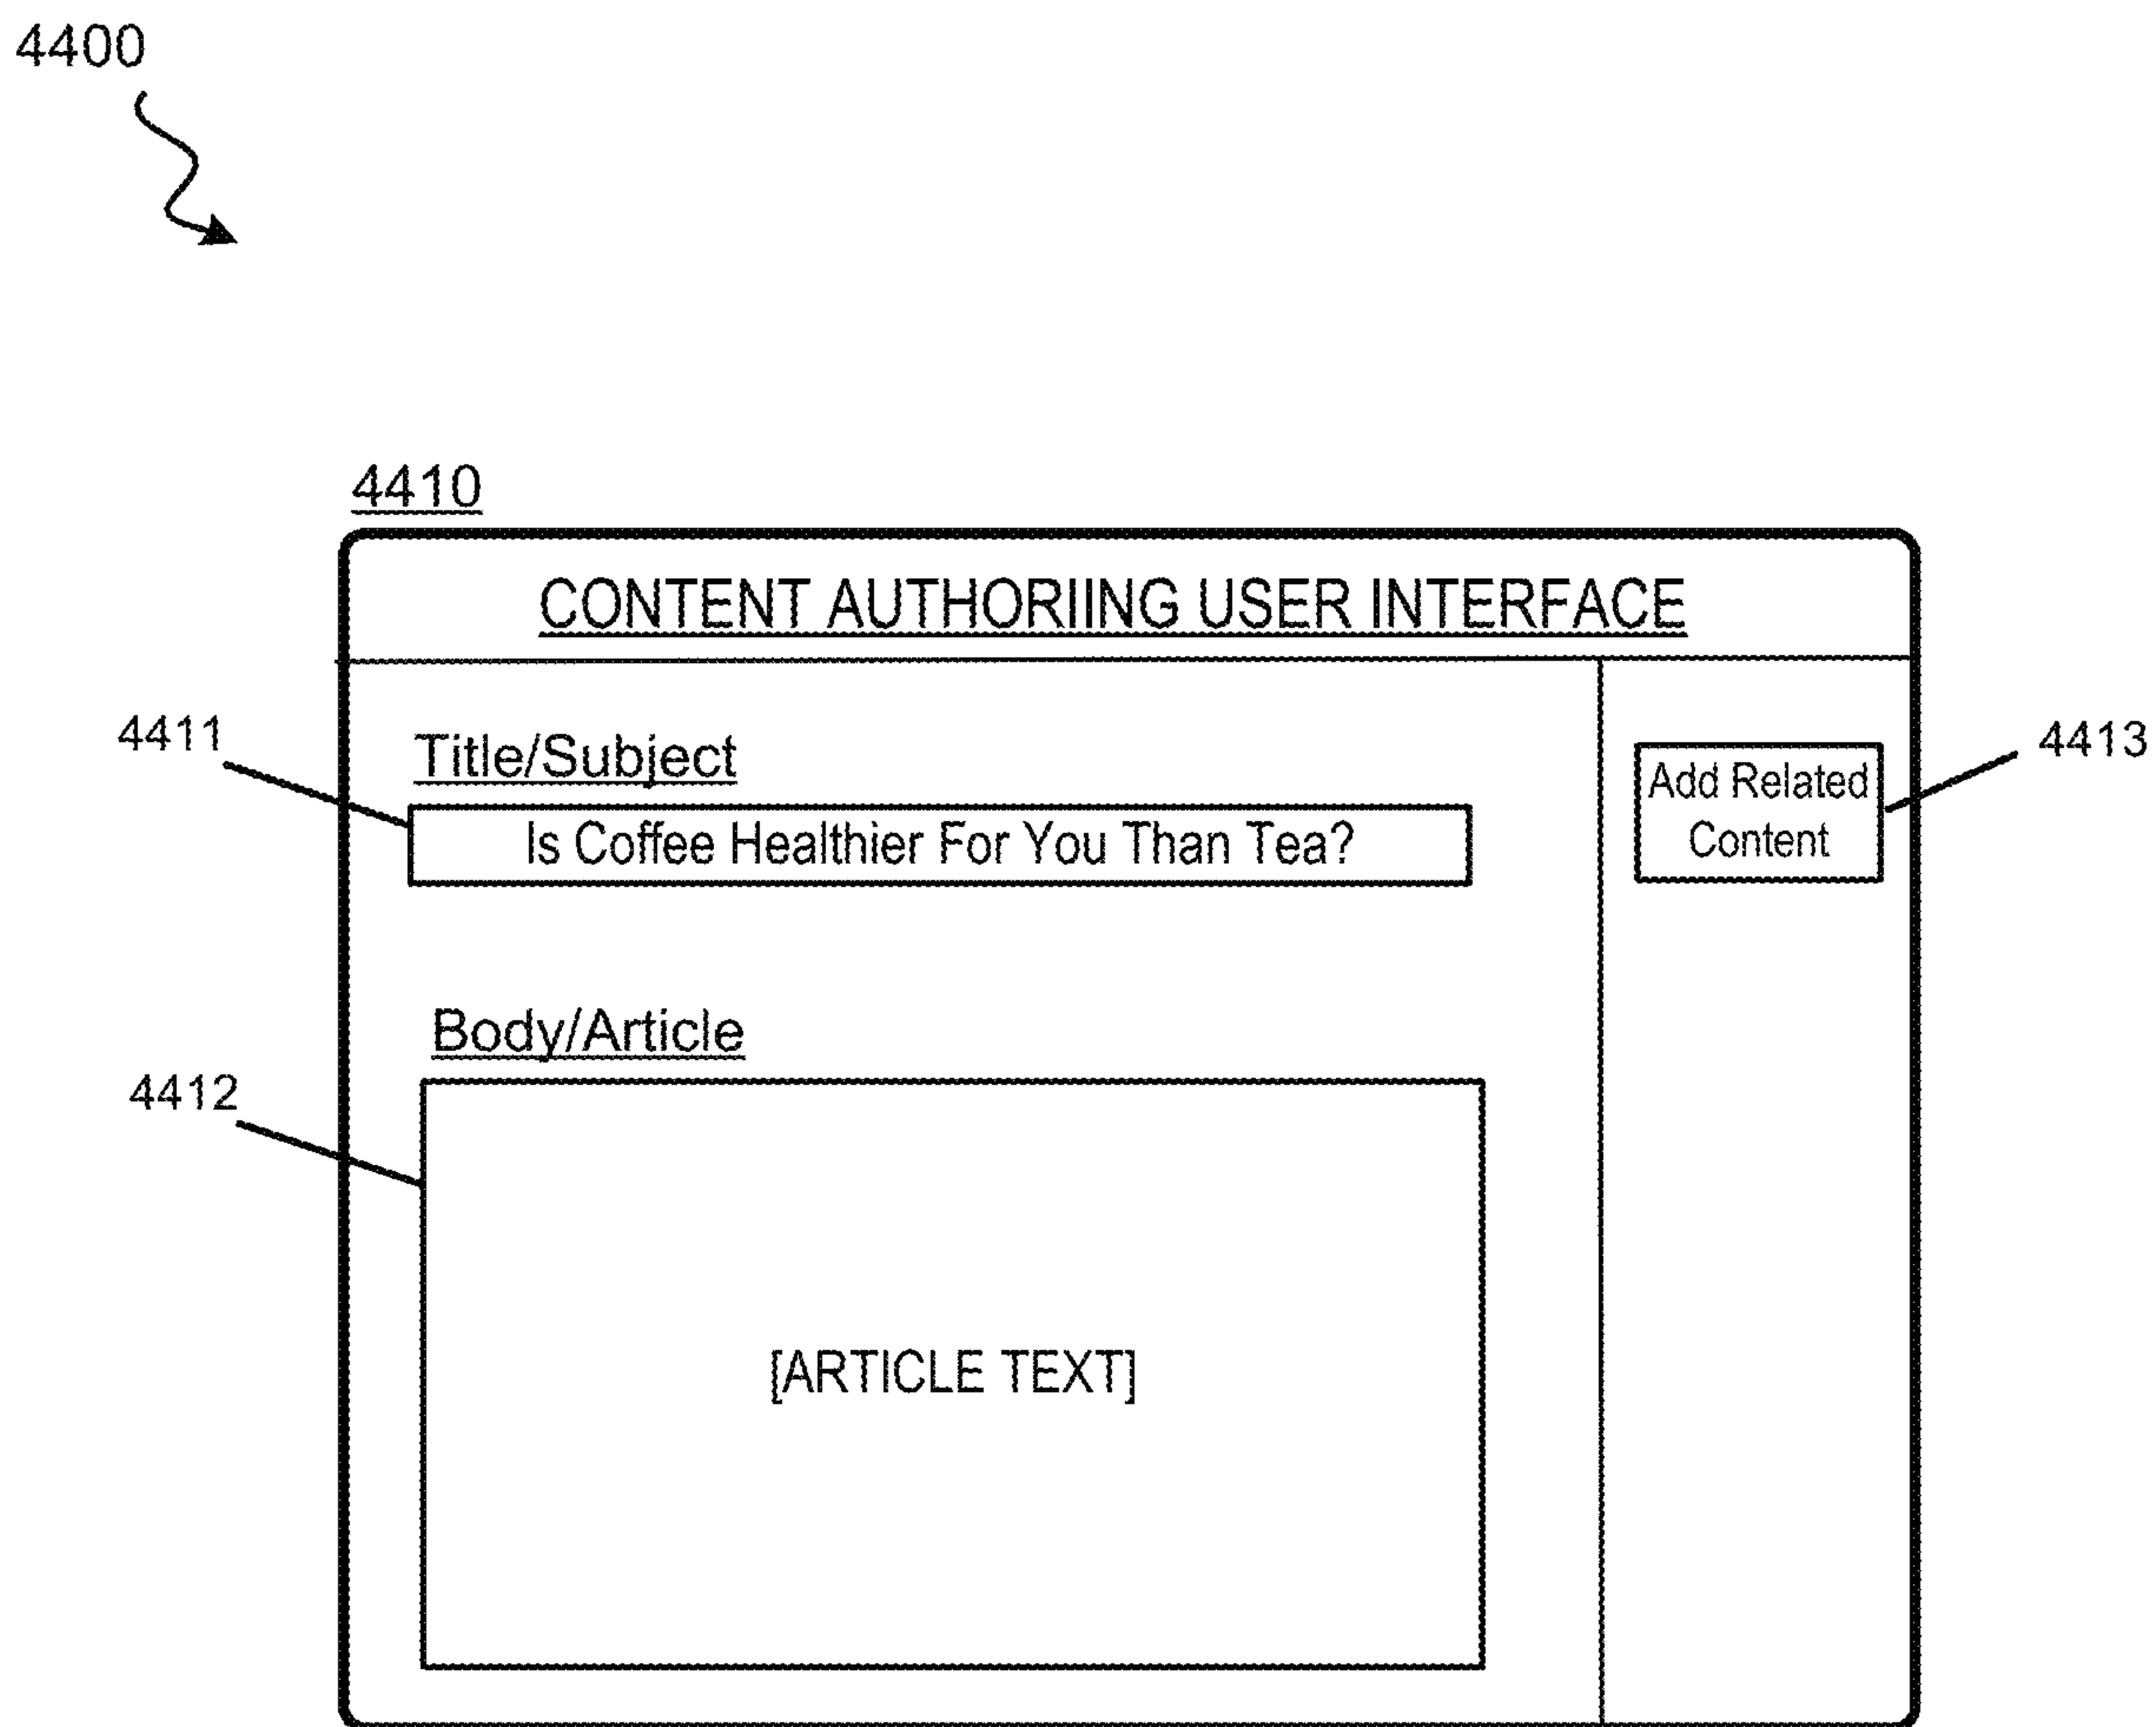 4400
4410
CONTENT AUTHORIING USER INTERFACE
4411
Title/Subject
Is Coffee Healthier For You Than Tea?
Add Related
Content
4413
Body/Article
4412
[ARTICLE TEXT]